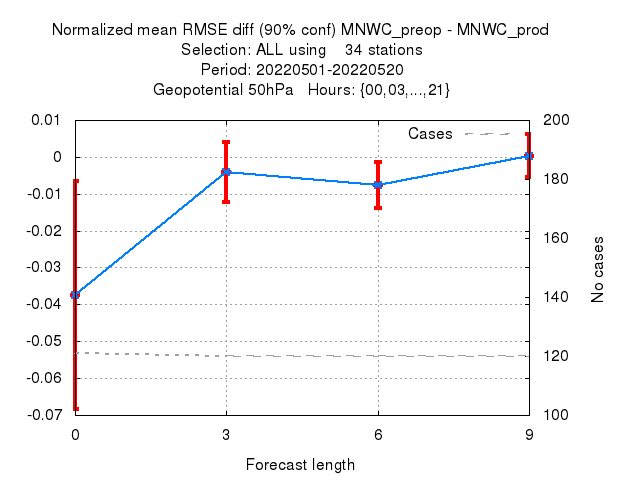 Normalized mean RMSE diff (90% conf) MNWC_preop - MNWC_prod
Selection: ALL using    34 stations
Period: 20220501-20220520
Geopotential 50hPa   Hours: {00,03,...,21}
0.01
0
-0.01
-0.02
-0.03
-0.04
-0.05
-0.06
-0.07
Cases
200
180
160
140
120
100
No cases
0 3 6 9
Forecast length